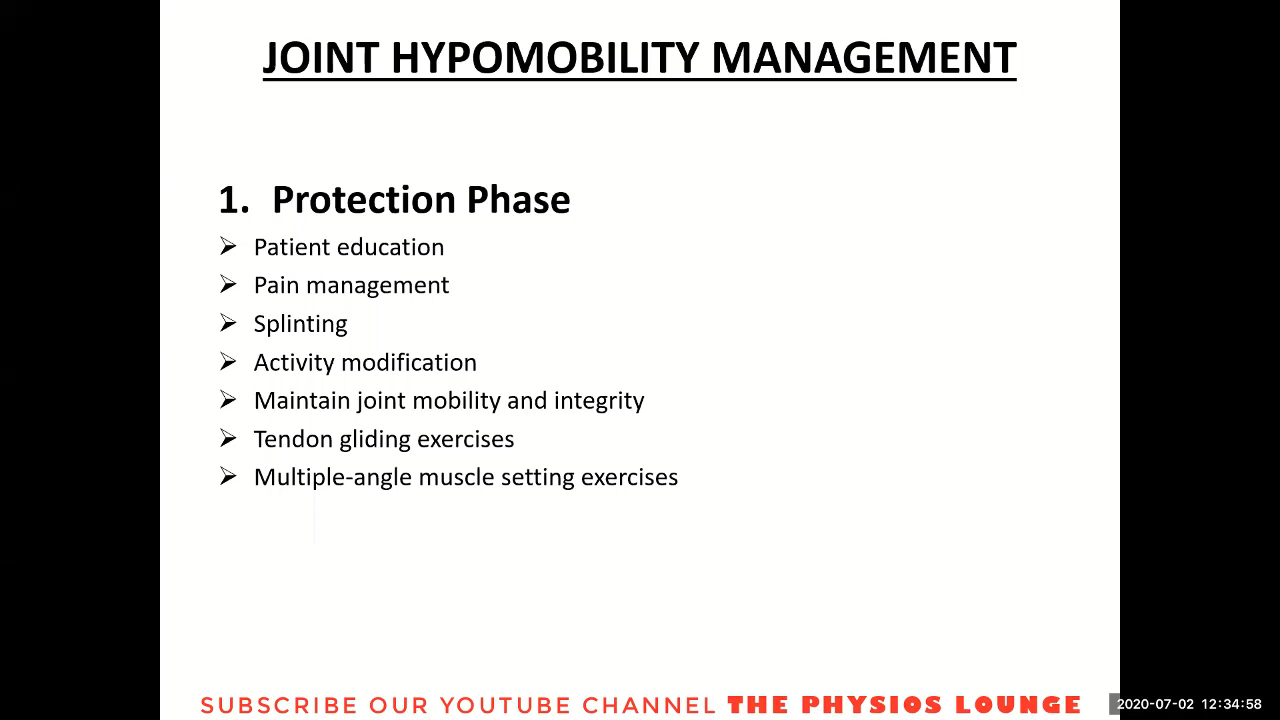 JOINT HYPOMOBILITY MANAGEMENT
1. Protection Phase
➢ Patient education
➢ Pain management
➢ Splinting
➢ Activity modification
➢ Maintain joint mobility and integrity
➢ Tendon gliding exercises
➢ Multiple-angle muscle setting exercises
SUBSCRIBE OUR YOUTUBE CHANNEL THE PHYSIOS LOUNGE
2020-07-02 12:34:58